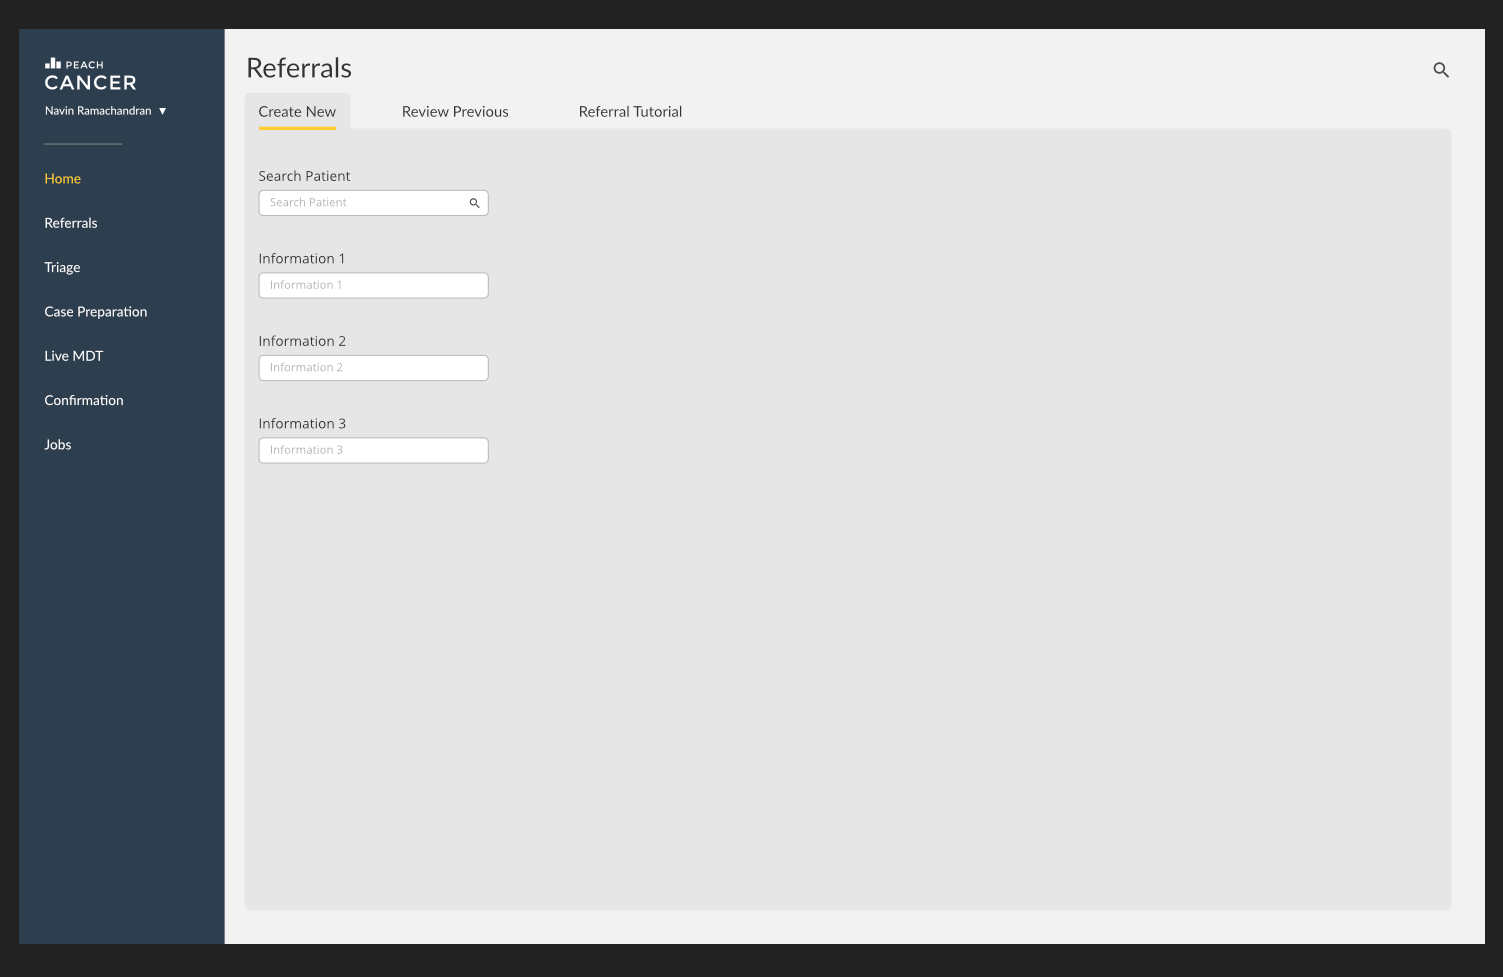 PEACH
CANCER
Navin Ramachandran ▼
Home
Referrals
Triage
Case Preparation
Live MDT
Confirmation
Jobs
Referrals
Create New
Review Previous
Referral Tutorial
Search Patient
Search Patient
Information 1
Information 1
Information 2
Information 2
Information 3
Information 3